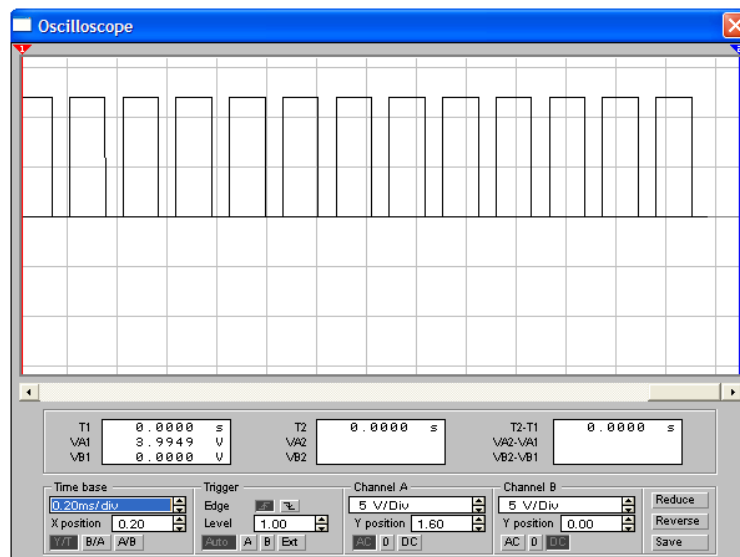 Oscilloscope
1
T1 0.0000 s
VA1 3.9949 V
VB1 0.0000 V
T2 0.0000 s
VA2
VB2
T2-T1 0.0000 s
VA2-VA1
VB2-VB1
Time base
0.20ms/div
X position 0.20
Y/T B/A A/B
Trigger
Edge
Level 1.00
Auto A B Ext
Channel A
5 V/Div
Y position 1.60
AC 0 DC
Channel B
5 V/Div
Y position 0.00
AC 0 DC
Reduce
Reverse
Save